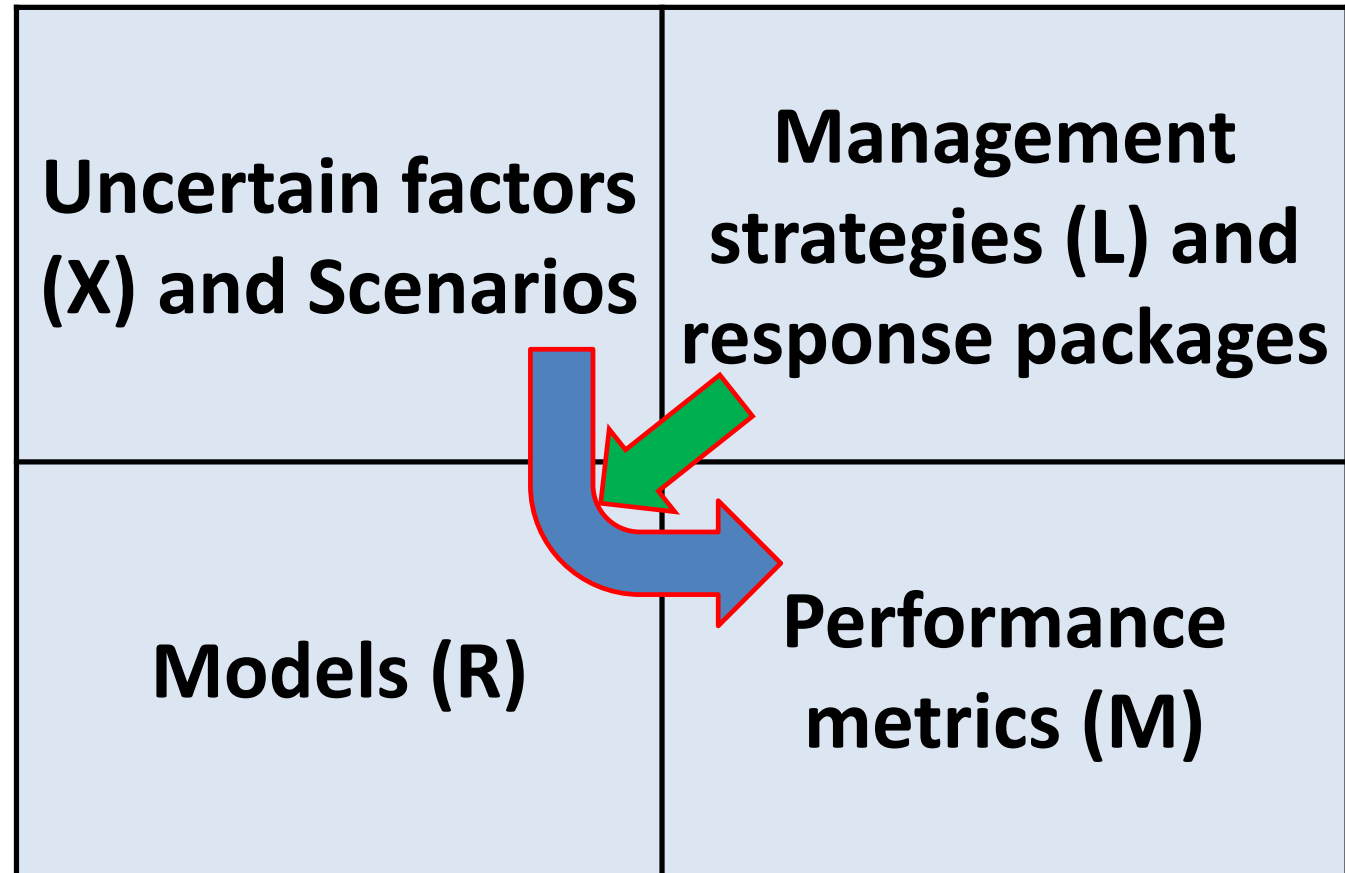 Uncertain factors
(X) and Scenarios
Management
strategies (L) and
response packages
Models (R)
Performance
metrics (M)